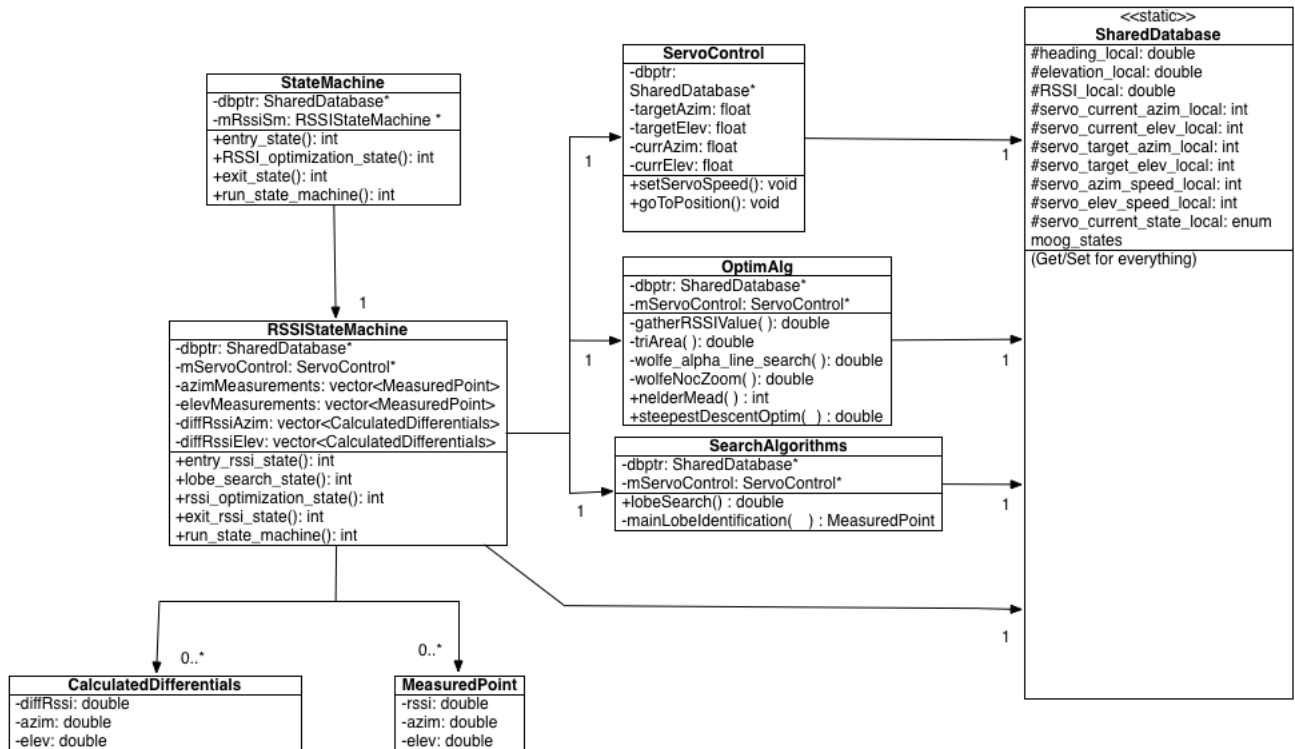 StateMachine
-dbptr: SharedDatabase*
-mRssiSm: RSSIStateMachine *
+entry_state(): int
+RSSI_optimization_state(): int
+exit_state(): int
+run_state_machine(): int
1
RSSIStateMachine
-dbptr: SharedDatabase*
-mServoControl: ServoControl*
-azimMeasurements: vector<MeasuredPoint>
-elevMeasurements: vector<MeasuredPoint>
-diffRssiAzim: vector<CalculatedDifferentials>
-diffRssiElev: vector<CalculatedDifferentials>
+entry_rssi_state(): int
+lobe_search_state(): int
+rssi_optimization_state(): int
+exit_rssi_state(): int
+run_state_machine(): int
0..*
0..*
CalculatedDifferentials
-diffRssi: double
-azim: double
-elev: double
MeasuredPoint
-rssi: double
-azim: double
-elev: double
1
1
1
ServoControl
-dbptr:
SharedDatabase*
-targetAzim: float
-targetElev: float
-currAzim: float
-currElev: float
+setServoSpeed(): void
+goToPosition(): void
OptimAlg
-dbptr: SharedDatabase*
-mServoControl: ServoControl*
-gatherRSSIValue( ): double
-triArea( ): double
-wolfe_alpha_line_search( ): double
-wolfeNocZoom( ): double
+nelderMead( ) : int
+steepestDescentOptim(  ) : double
SearchAlgorithms
-dbptr: SharedDatabase*
-mServoControl: ServoControl*
+lobeSearch() : double
-mainLobeIdentification(   ) : MeasuredPoint
1
1
1
1
<<static>>
SharedDatabase
#heading_local: double
#elevation_local: double
#RSSI_local: double
#servo_current_azim_local: int
#servo_current_elev_local: int
#servo_target_azim_local: int
#servo_target_elev_local: int
#servo_azim_speed_local: int
#servo_elev_speed_local: int
#servo_current_state_local: enum
moog_states
(Get/Set for everything)